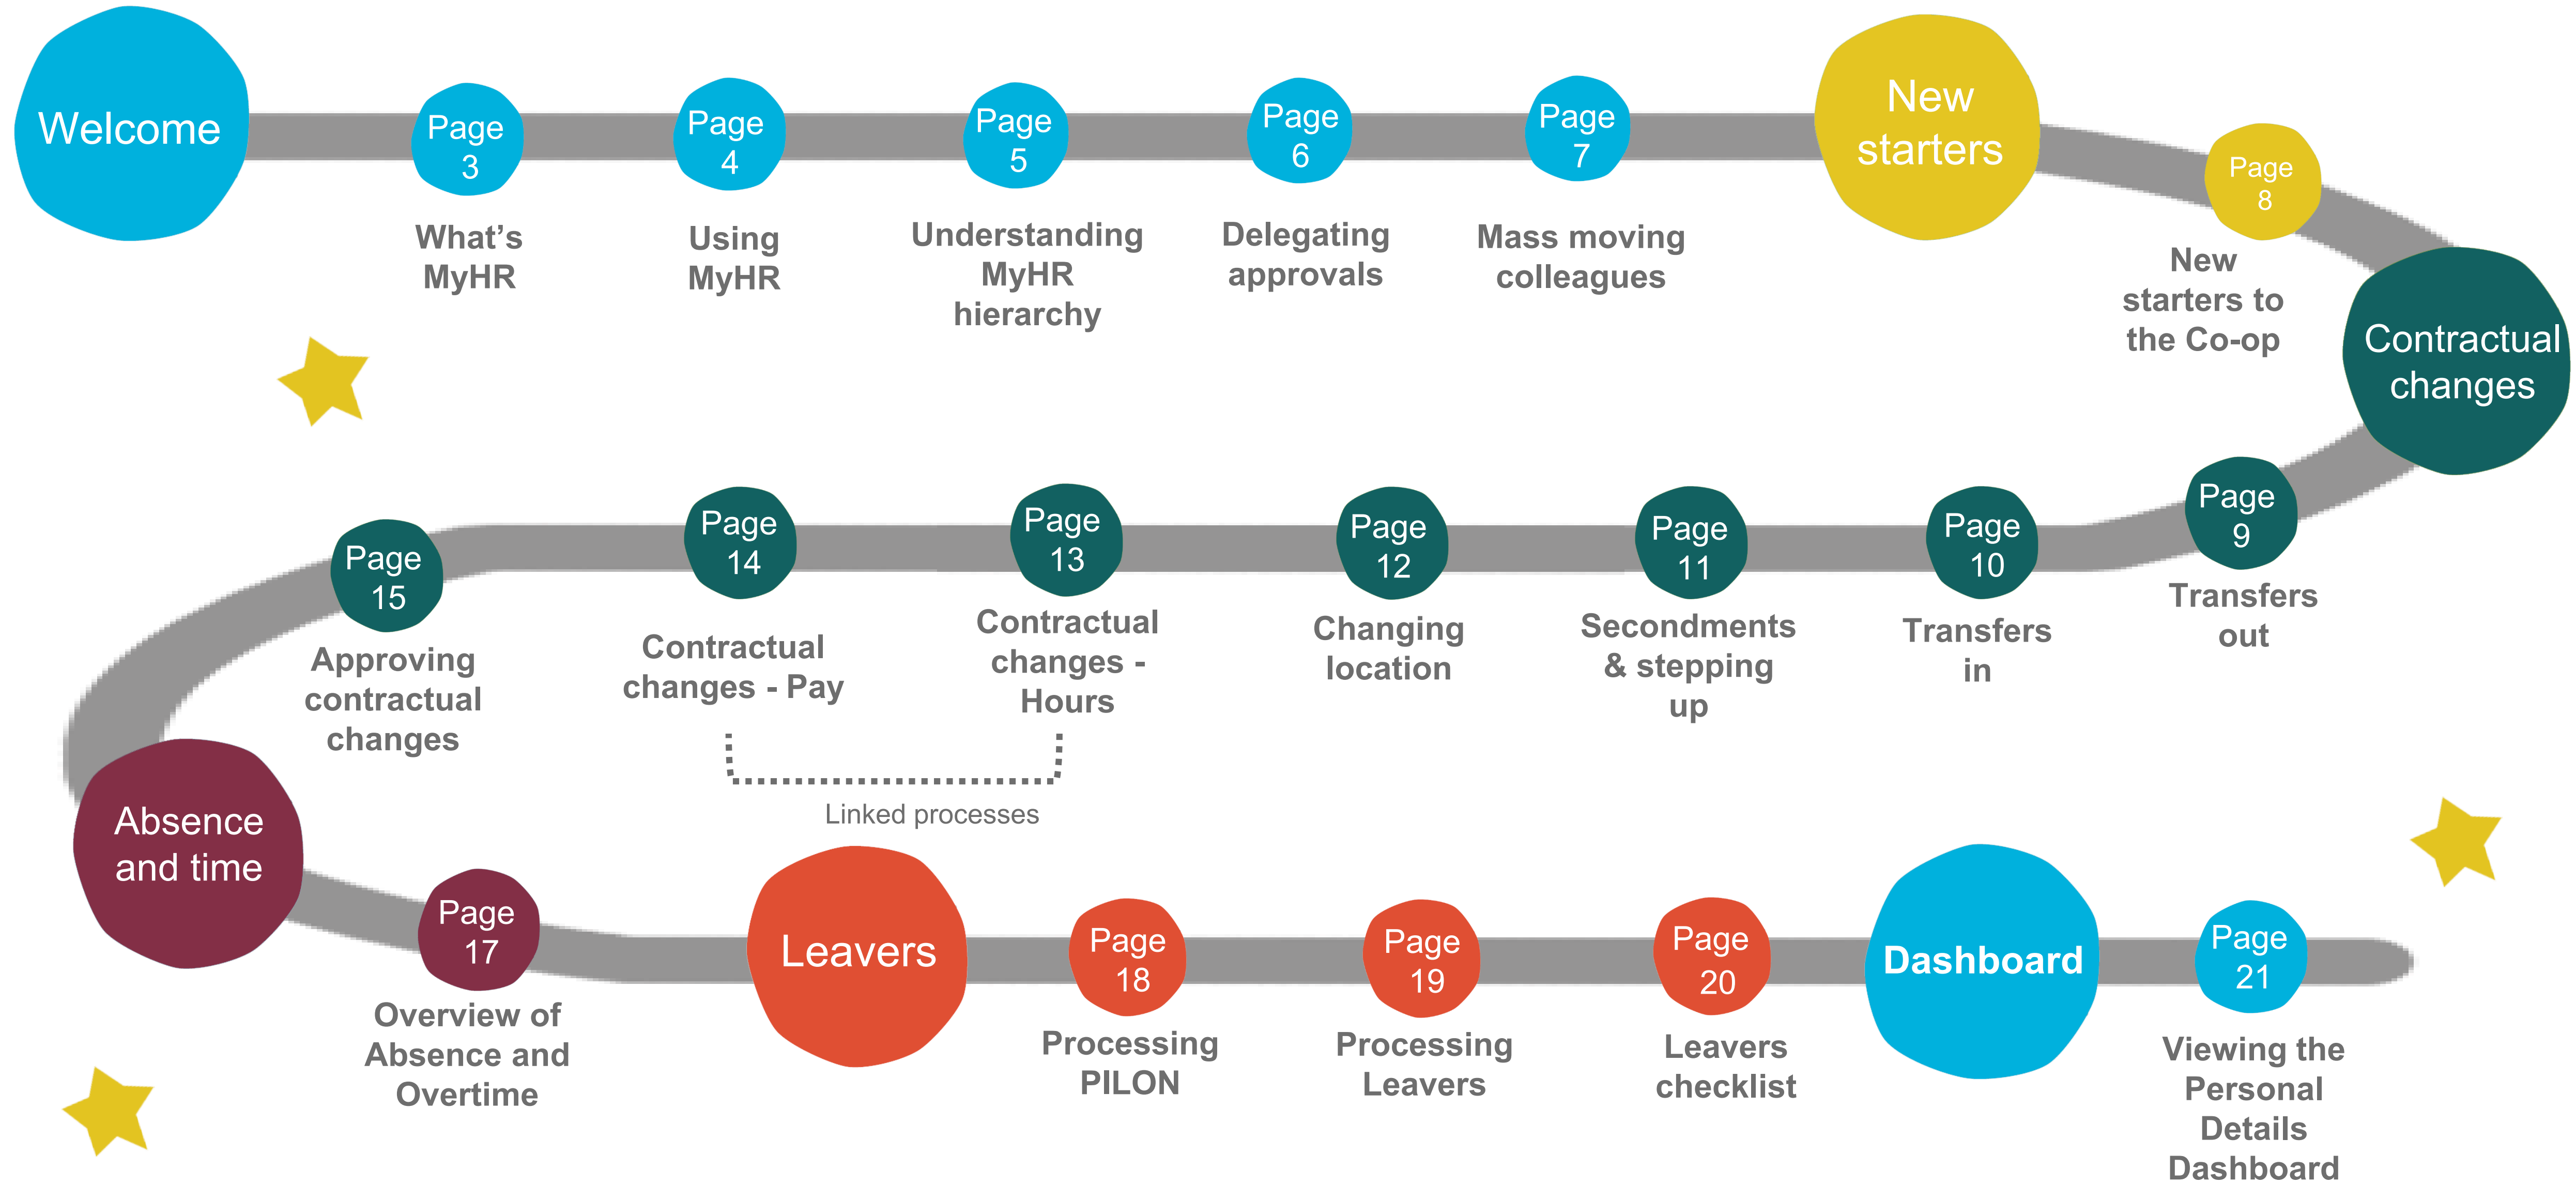 Welcome
Page
3
What's
MyHR
Page
4
Using
MyHR
Page
5
Understanding
MyHR
hierarchy
Page
6
Delegating
approvals
Page
7
Mass moving
colleagues
New
starters
Page
8
New
starters to
the Co-op
Contractual
changes
Page
9
Transfers
out
Page
10
Transfers
in
Page
11
Secondments
& stepping
up
Page
12
Changing
location
Page
13
Contractual
changes -
Hours
Page
14
Contractual
changes - Pay
Linked processes
Page
15
Approving
contractual
changes
Absence
and time
Page
17
Overview of
Absence and
Overtime
Leavers
Page
18
Processing
PILON
Page
19
Processing
Leavers
Page
20
Leavers
checklist
Dashboard
Page
21
Viewing the
Personal
Details
Dashboard